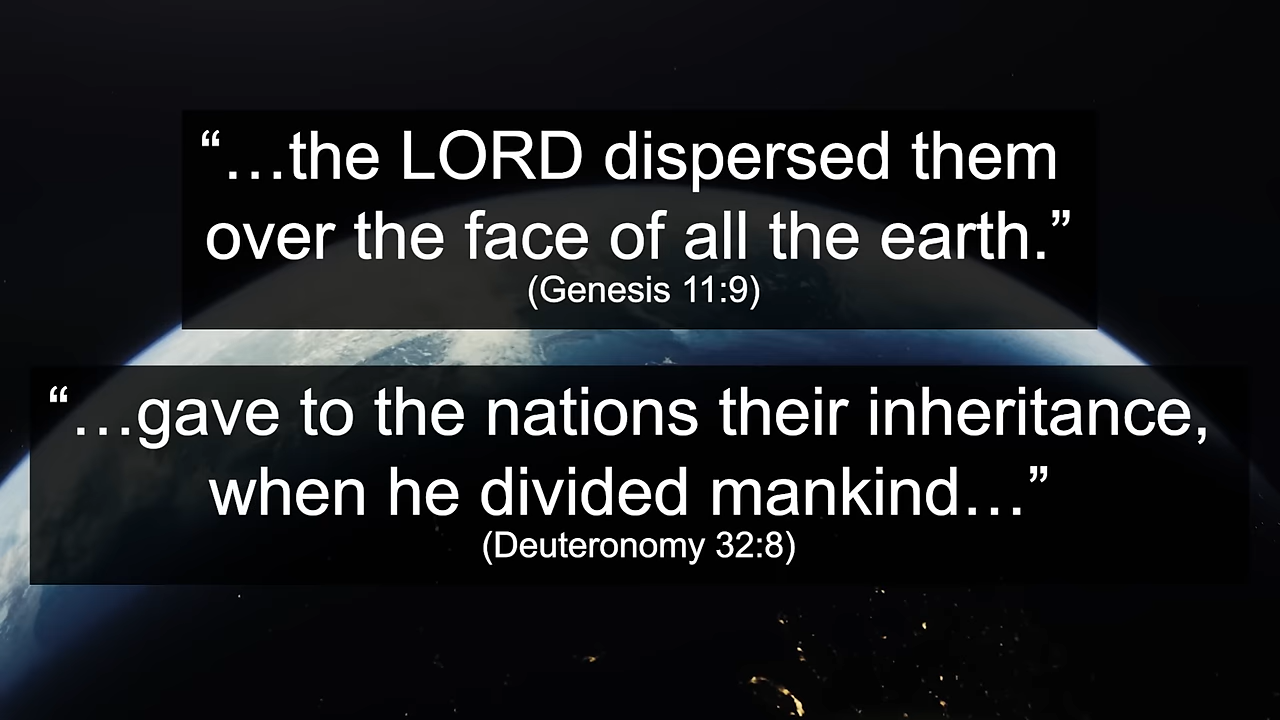 “…the LORD dispersed them
over the face of all the earth.”
(Genesis 11:9)
“…gave to the nations their inheritance,
when he divided mankind…”
(Deuteronomy 32:8)